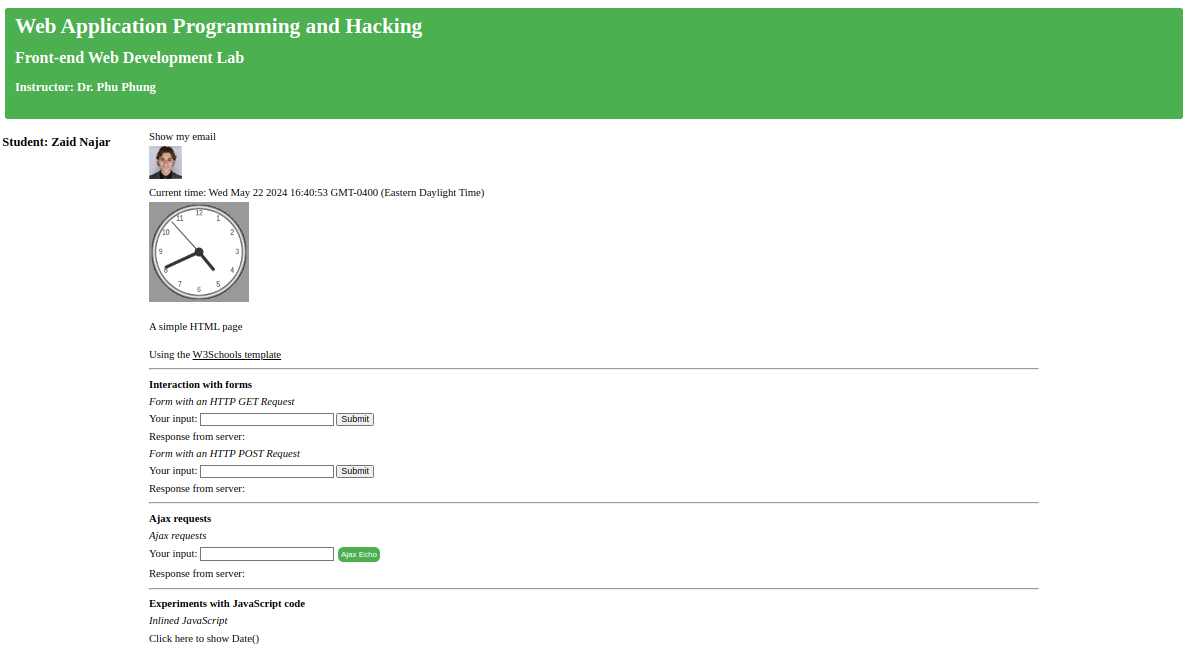 Web Application Programming and Hacking
Front-end Web Development Lab
Instructor: Dr. Phu Phung
Student: Zaid Najar
Show my email
Current time: Wed May 22 2024 16:40:53 GMT-0400 (Eastern Daylight Time)
12
11 1
10 2
9 3
8 4
7 5
6
A simple HTML page
Using the W3Schools template
Interaction with forms
Form with an HTTP GET Request
Your input: Submit
Response from server:
Form with an HTTP POST Request
Your input: Submit
Response from server:
Ajax requests
Ajax requests
Your input: Ajax Echo
Response from server:
Experiments with JavaScript code
Inlined JavaScript
Click here to show Date()